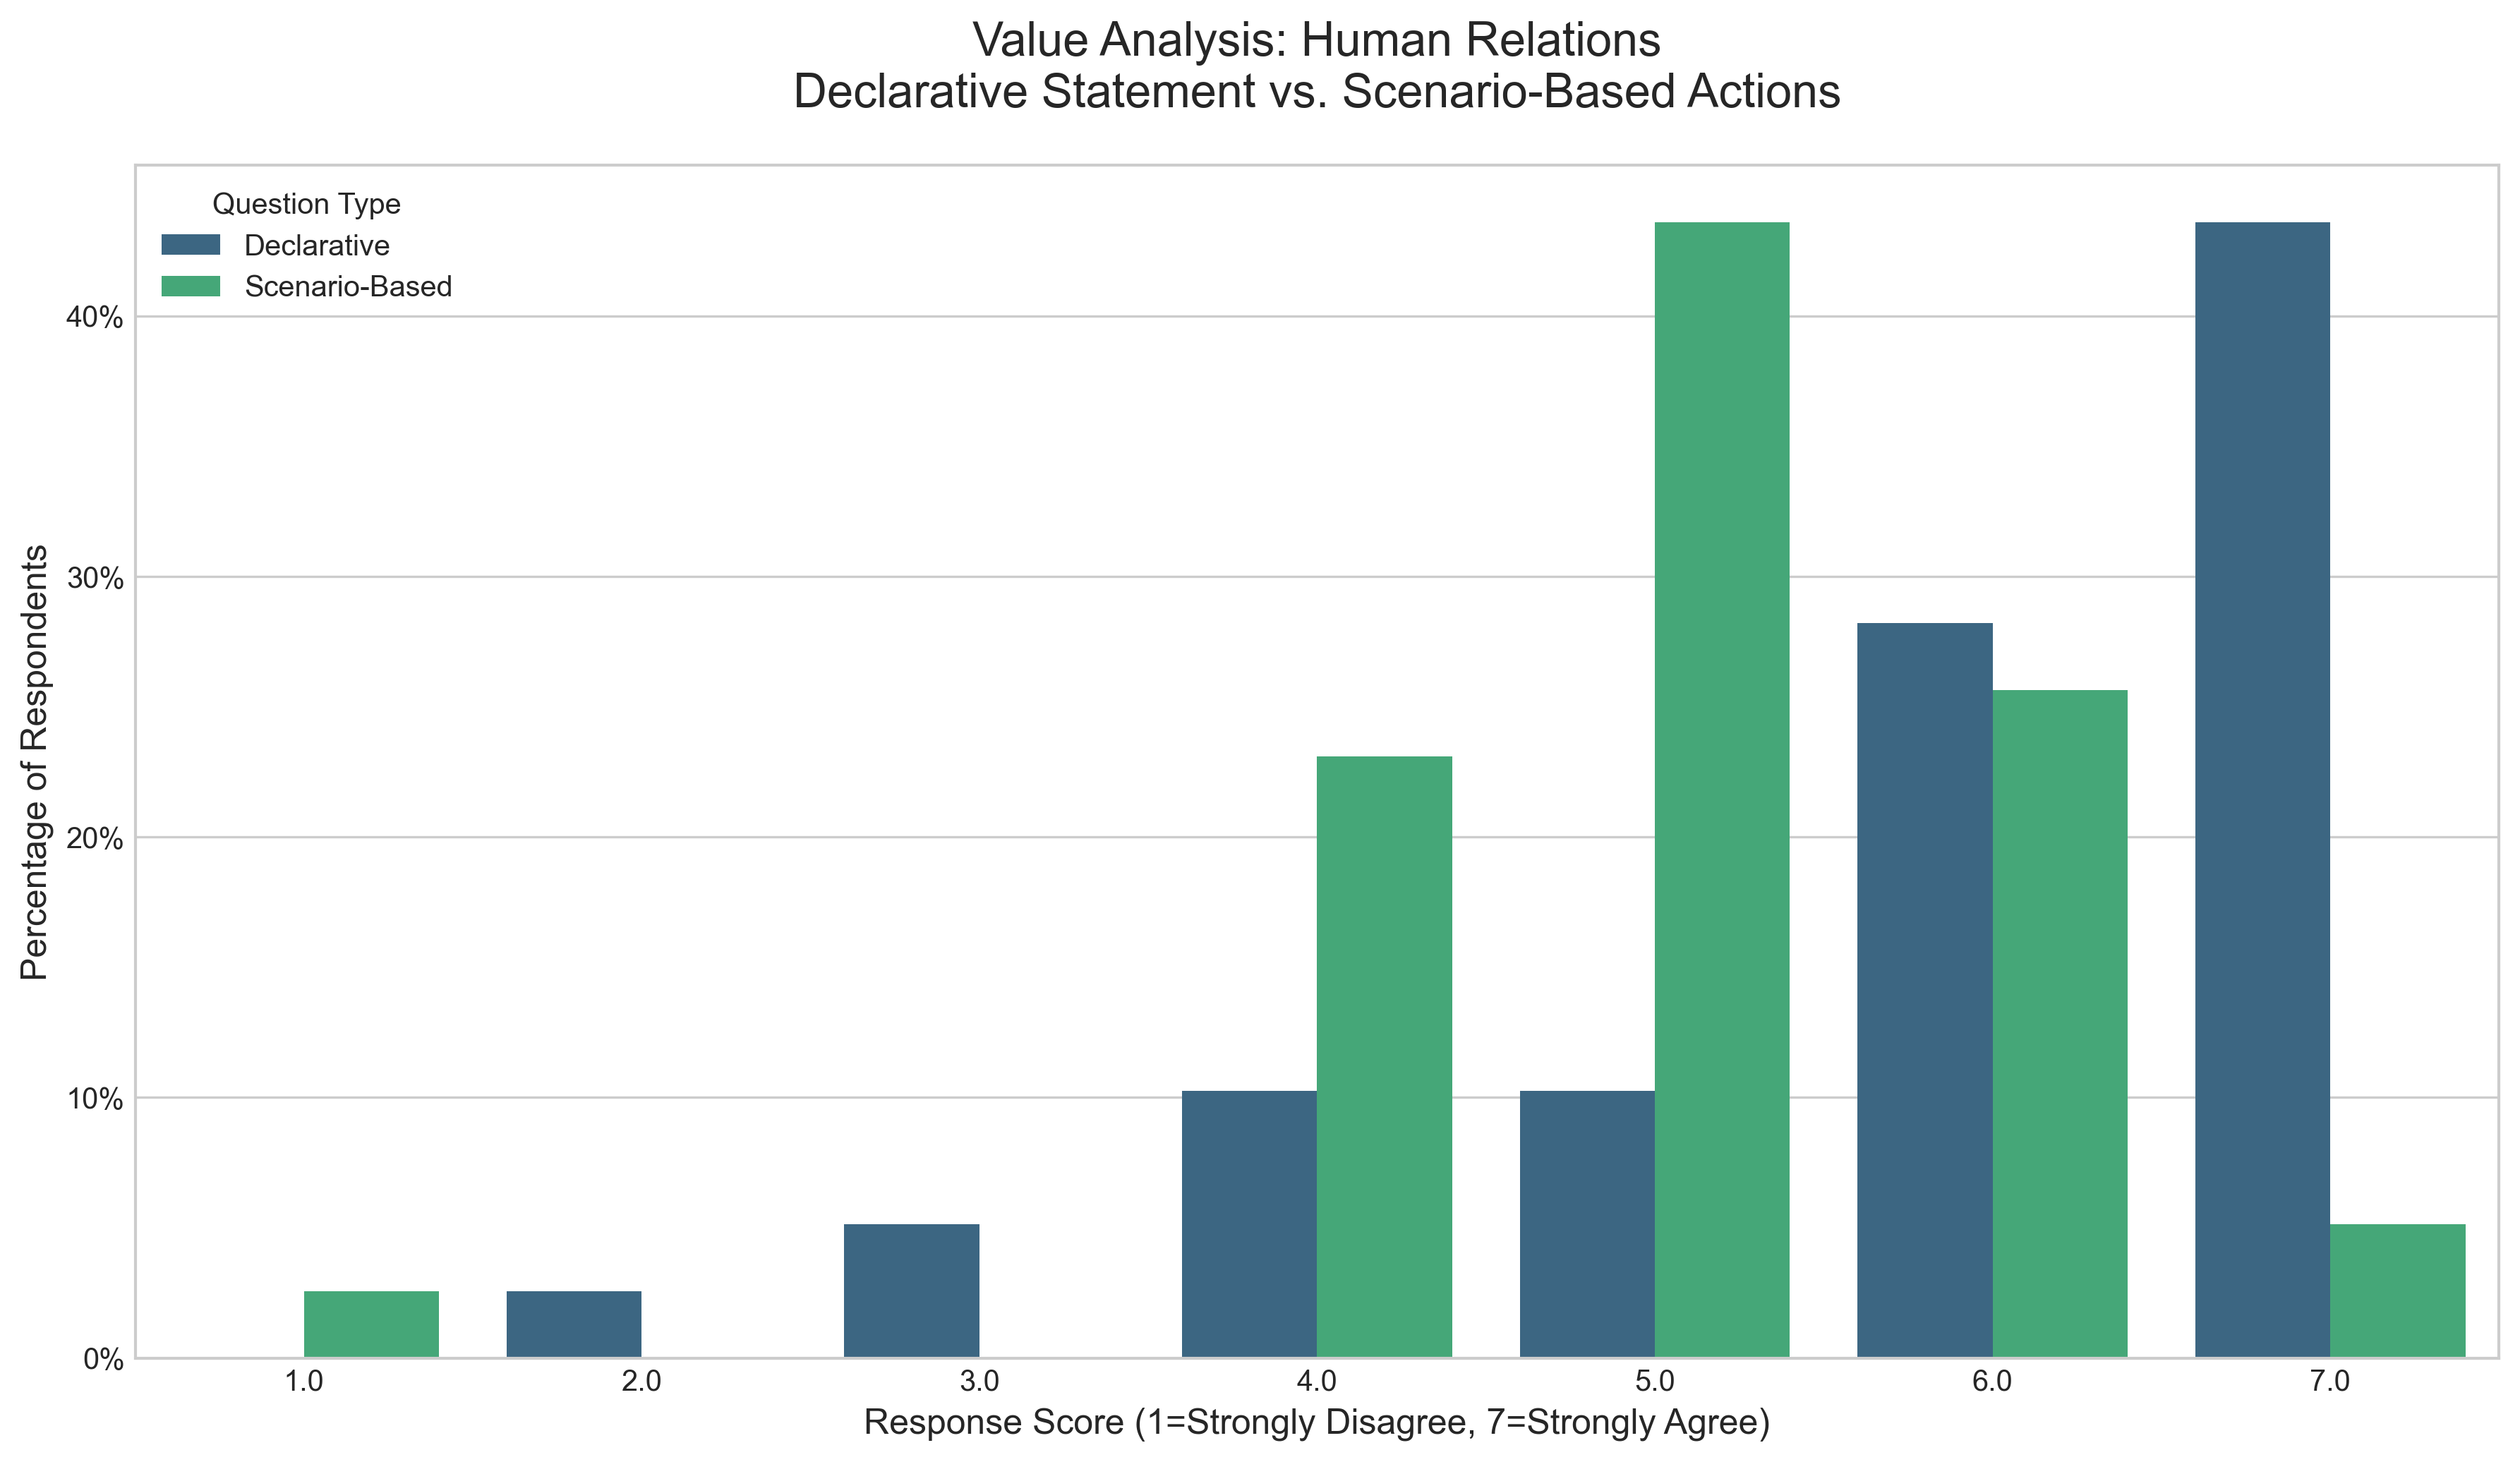 Value Analysis: Human Relations
Declarative Statement vs. Scenario-Based Actions
Question Type
Declarative
Scenario-Based
40%
30%
20%
10%
0%
Percentage of Respondents
1.0 2.0 3.0 4.0 5.0 6.0 7.0
Response Score (1=Strongly Disagree, 7=Strongly Agree)